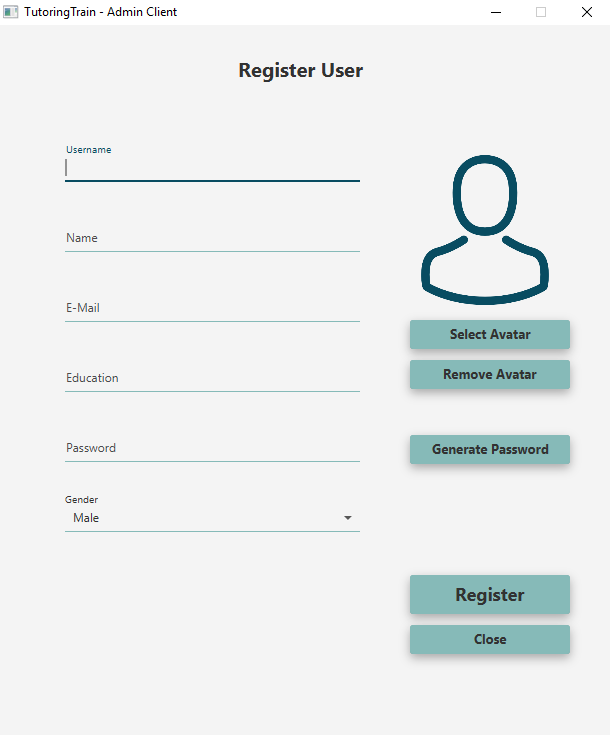 TutoringTrain - Admin Client
Register User
Username
Name
E-Mail
Education
Password
Gender
Male
Select Avatar
Remove Avatar
Generate Password
Register
Close